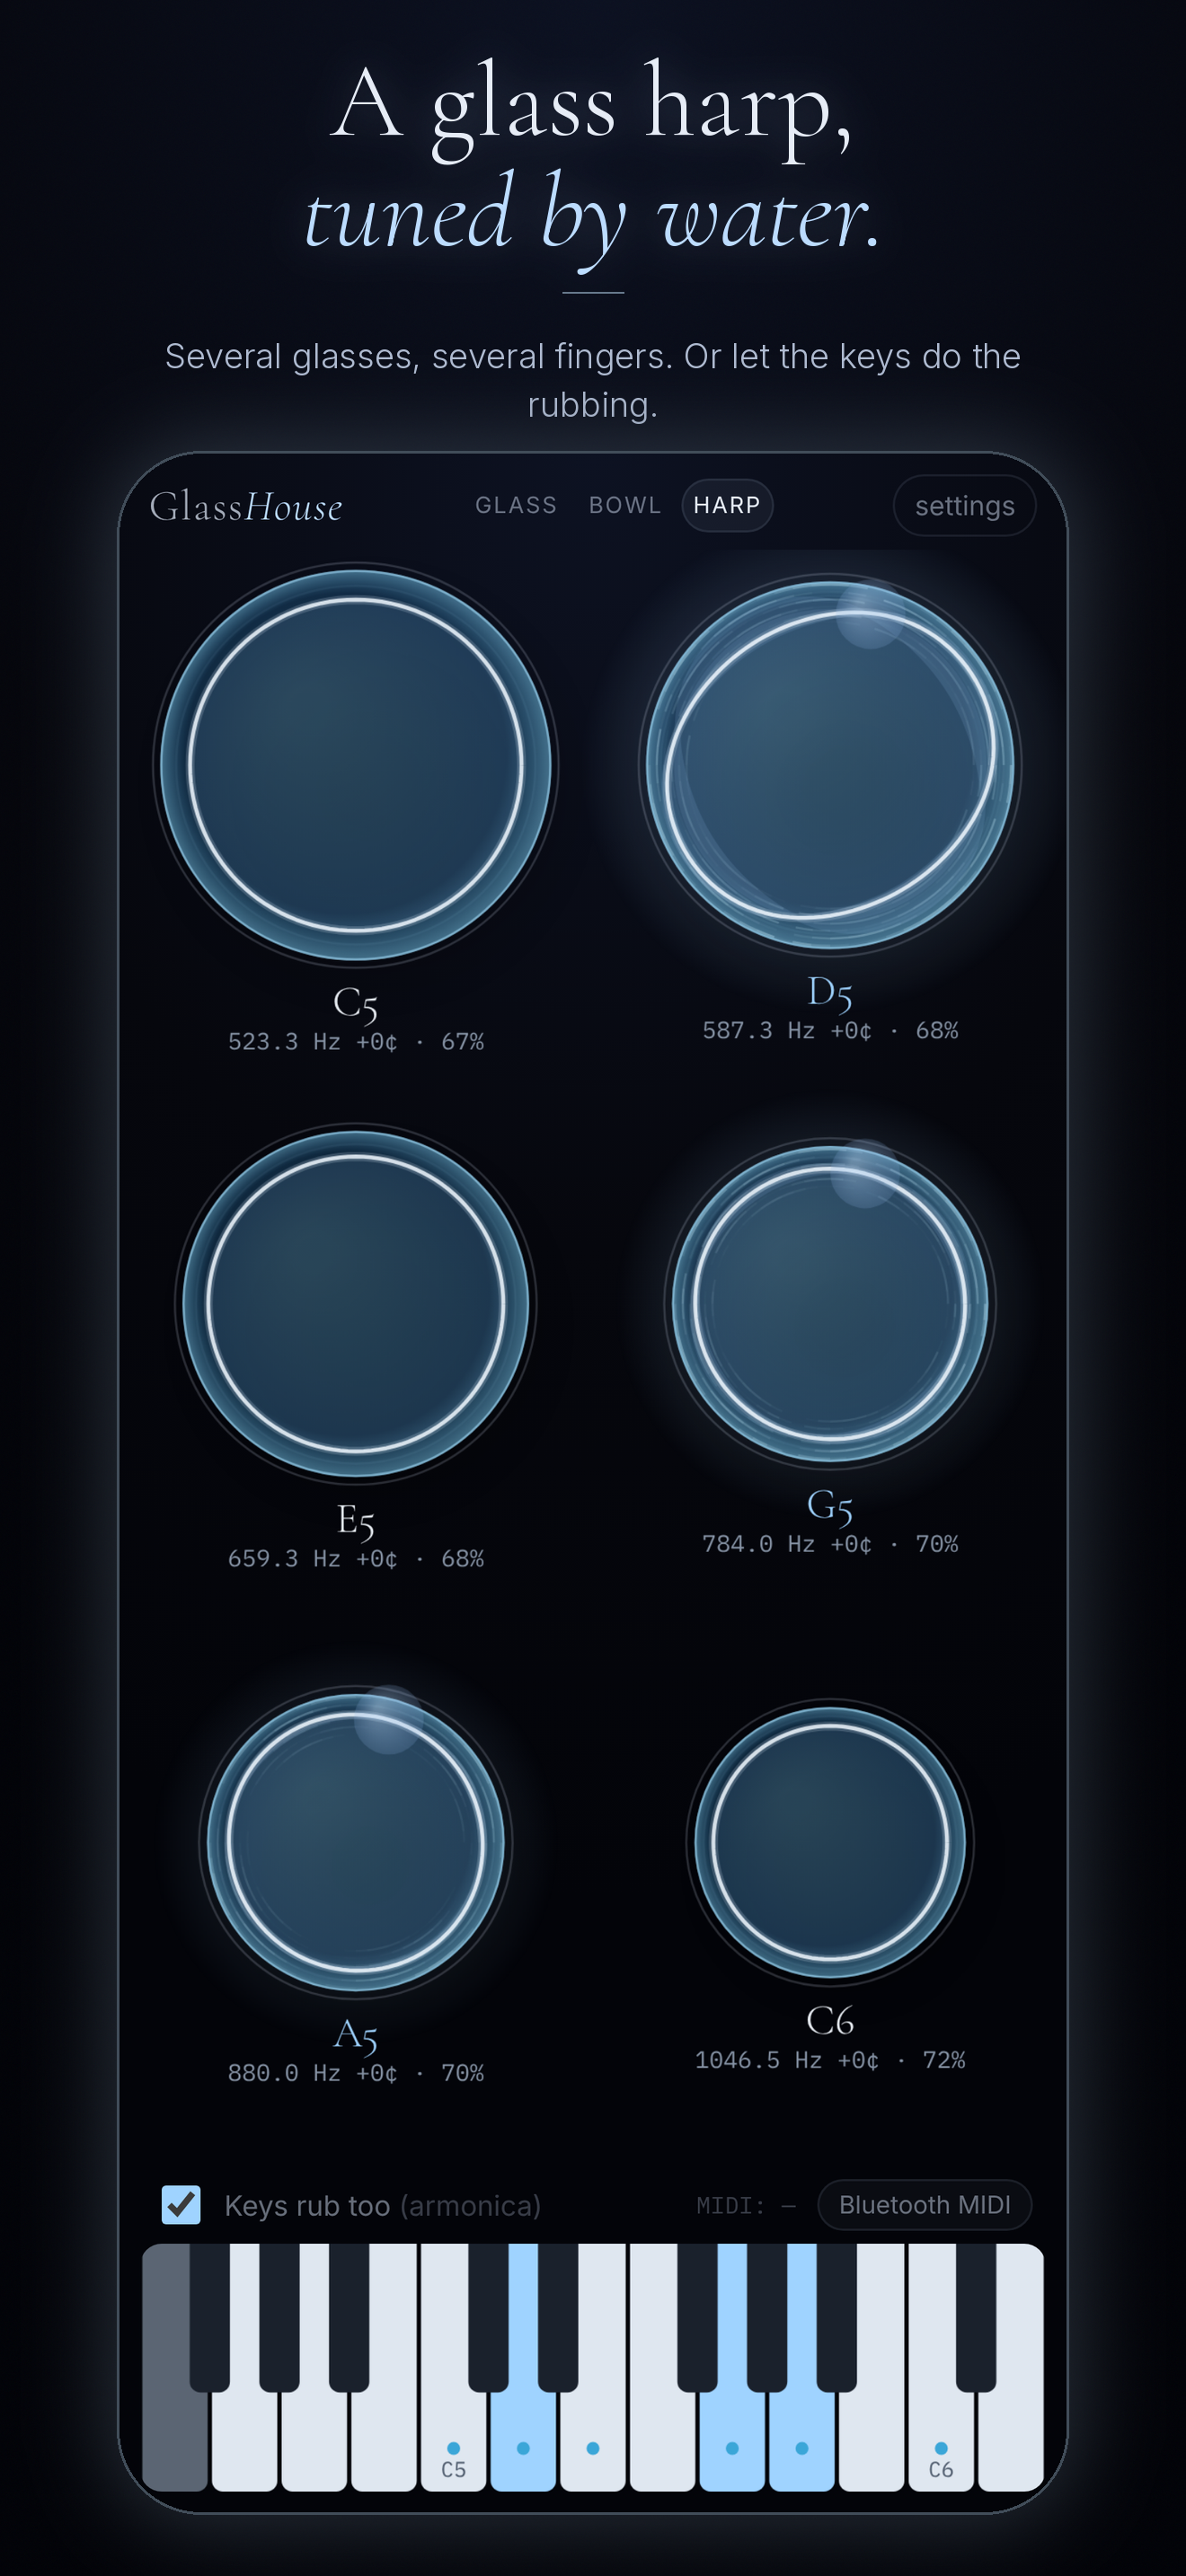 A glass harp,
tuned by water.
Several glasses, several fingers. Or let the keys do the
rubbing.
GlassHouse GLASS BOWL HARP settings
C5
523.3 Hz +0¢ · 67%
D5
587.3 Hz +0¢ · 68%
E5
659.3 Hz +0¢ · 68%
G5
784.0 Hz +0¢ · 70%
A5
880.0 Hz +0¢ · 70%
C6
1046.5 Hz +0¢ · 72%
Keys rub too (armonica) MIDI: — Bluetooth MIDI
C5 C6